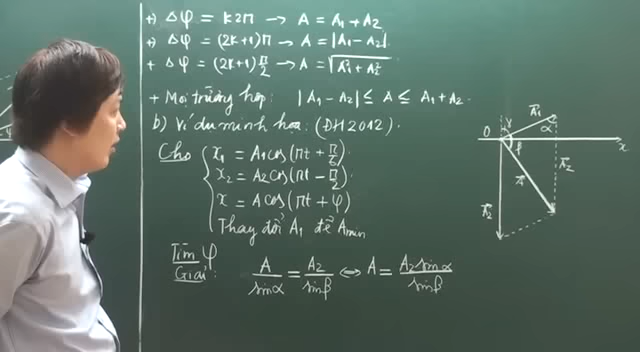 +) Δφ = k2π → A = A₁ + A₂
+) Δφ = (2k+1)π → A = |A₁ - A₂|
+ Δφ = (2k+1)π/2 → A = √(A₁² + A₂²)
+ Mọi trường hợp: |A₁ - A₂| ≤ A ≤ A₁ + A₂.
b) Ví dụ minh họa: (ĐH 2012).
Cho { x₁ = A₁cos(πt + π/6)
x₂ = A₂cos(πt - π/2)
x = Acos(πt + φ)
Thay đổi A₁ để Amin
Tìm φ
Giải: A/sinα = A₂/sinβ ⇔ A = A₂sinα/sinβ
O γ A₁ α
β x
A A₂
A₂